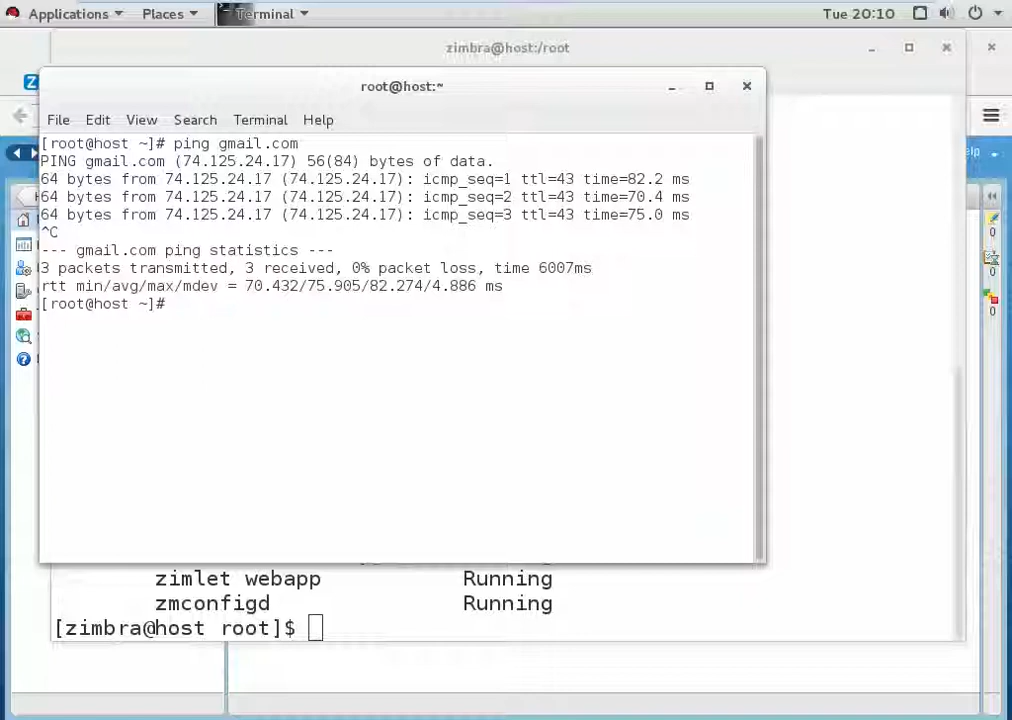 Applications Places Terminal Tue 20:10
zimbra@host:/root
root@host:~
File Edit View Search Terminal Help
[root@host ~]# ping gmail.com
PING gmail.com (74.125.24.17) 56(84) bytes of data.
64 bytes from 74.125.24.17 (74.125.24.17): icmp_seq=1 ttl=43 time=82.2 ms
64 bytes from 74.125.24.17 (74.125.24.17): icmp_seq=2 ttl=43 time=70.4 ms
64 bytes from 74.125.24.17 (74.125.24.17): icmp_seq=3 ttl=43 time=75.0 ms
^C
--- gmail.com ping statistics ---
3 packets transmitted, 3 received, 0% packet loss, time 6007ms
rtt min/avg/max/mdev = 70.432/75.905/82.274/4.886 ms
[root@host ~]#
elp
0
0
0
zimlet webapp Running
zmconfigd Running
[zimbra@host root]$